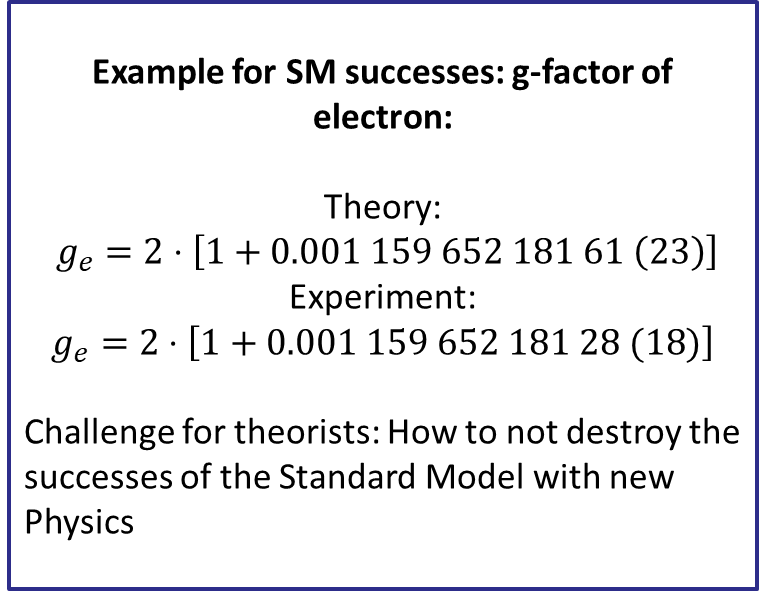 Example for SM successes: g-factor of
electron:
Theory:
𝑔𝑒 = 2 ∙ [1 + 0.001 159 652 181 61 (23)]
Experiment:
𝑔𝑒 = 2 ∙ [1 + 0.001 159 652 181 28 (18)]
Challenge for theorists: How to not destroy the
successes of the Standard Model with new
Physics